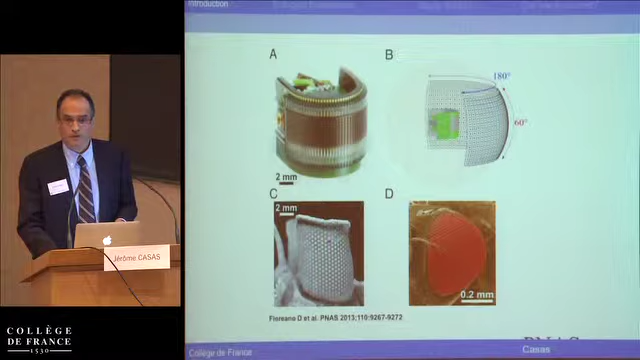 Introduction
A
B
180°
60°
2 mm
C
D
2 mm
0.2 mm
Floreano D et al. PNAS 2013;110:9267-9272
Jérôme CASAS
COLLÈGE
DE FRANCE
1530
Collège de France
Casas